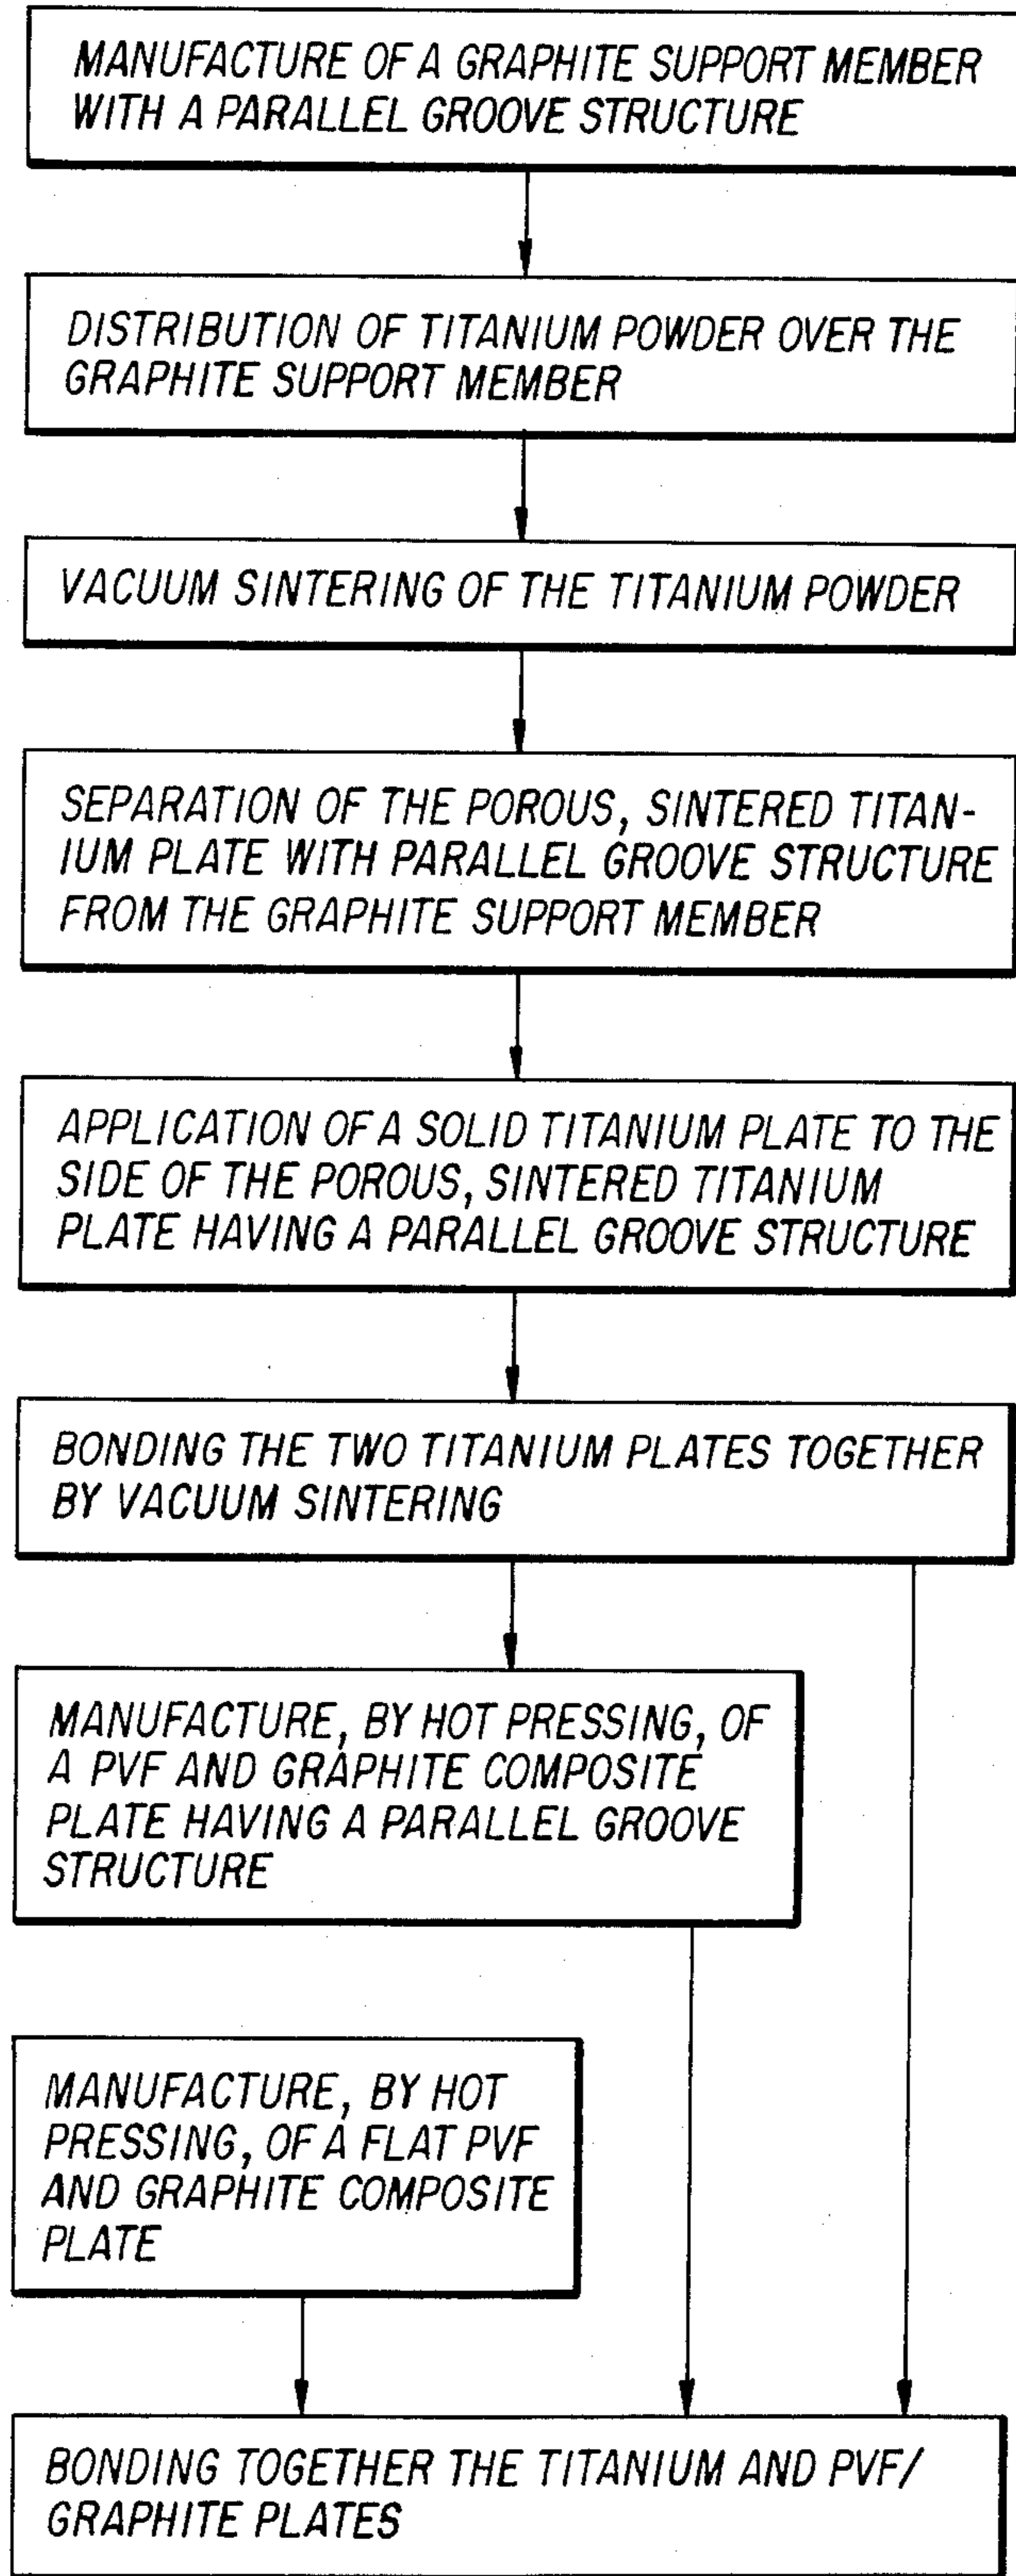 MANUFACTURE OF A GRAPHITE SUPPORT MEMBER
WITH A PARALLEL GROOVE STRUCTURE
DISTRIBUTION OF TITANIUM POWDER OVER THE
GRAPHITE SUPPORT MEMBER
VACUUM SINTERING OF THE TITANIUM POWDER
SEPARATION OF THE POROUS, SINTERED TITAN-
IUM PLATE WITH PARALLEL GROOVE STRUCTURE
FROM THE GRAPHITE SUPPORT MEMBER
APPLICATION OF A SOLID TITANIUM PLATE TO THE
SIDE OF THE POROUS, SINTERED TITANIUM
PLATE HAVING A PARALLEL GROOVE STRUCTURE
BONDING THE TWO TITANIUM PLATES TOGETHER
BY VACUUM SINTERING
MANUFACTURE, BY HOT PRESSING, OF
A PVF AND GRAPHITE COMPOSITE
PLATE HAVING A PARALLEL GROOVE
STRUCTURE
MANUFACTURE, BY HOT
PRESSING, OF A FLAT PVF
AND GRAPHITE COMPOSITE
PLATE
BONDING TOGETHER THE TITANIUM AND PVF/
GRAPHITE PLATES